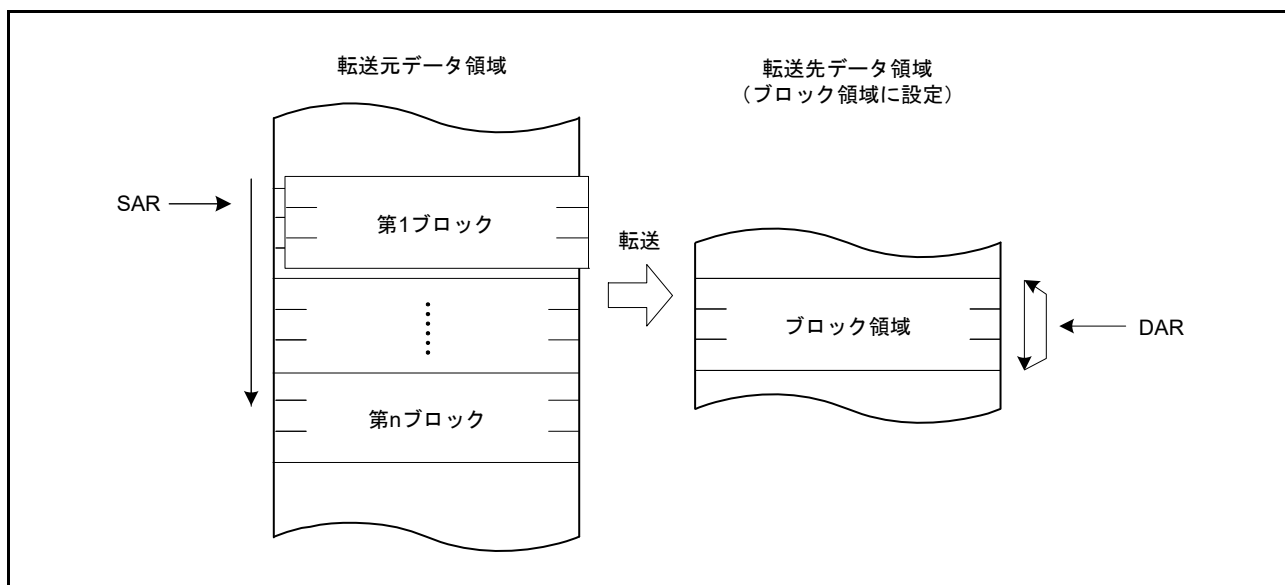 転送元データ領域
転送先データ領域
（ブロック領域に設定）
SAR
第1ブロック
転送
ブロック領域
DAR
第nブロック